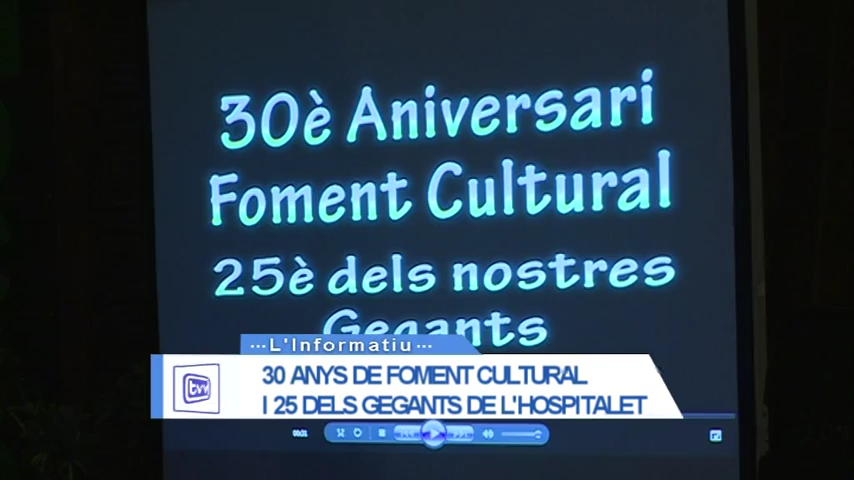 30è Aniversari
Foment Cultural
25è dels nostres
Gegants
···L'Informatiu···
tvv
30 ANYS DE FOMENT CULTURAL
I 25 DELS GEGANTS DE L'HOSPITALET